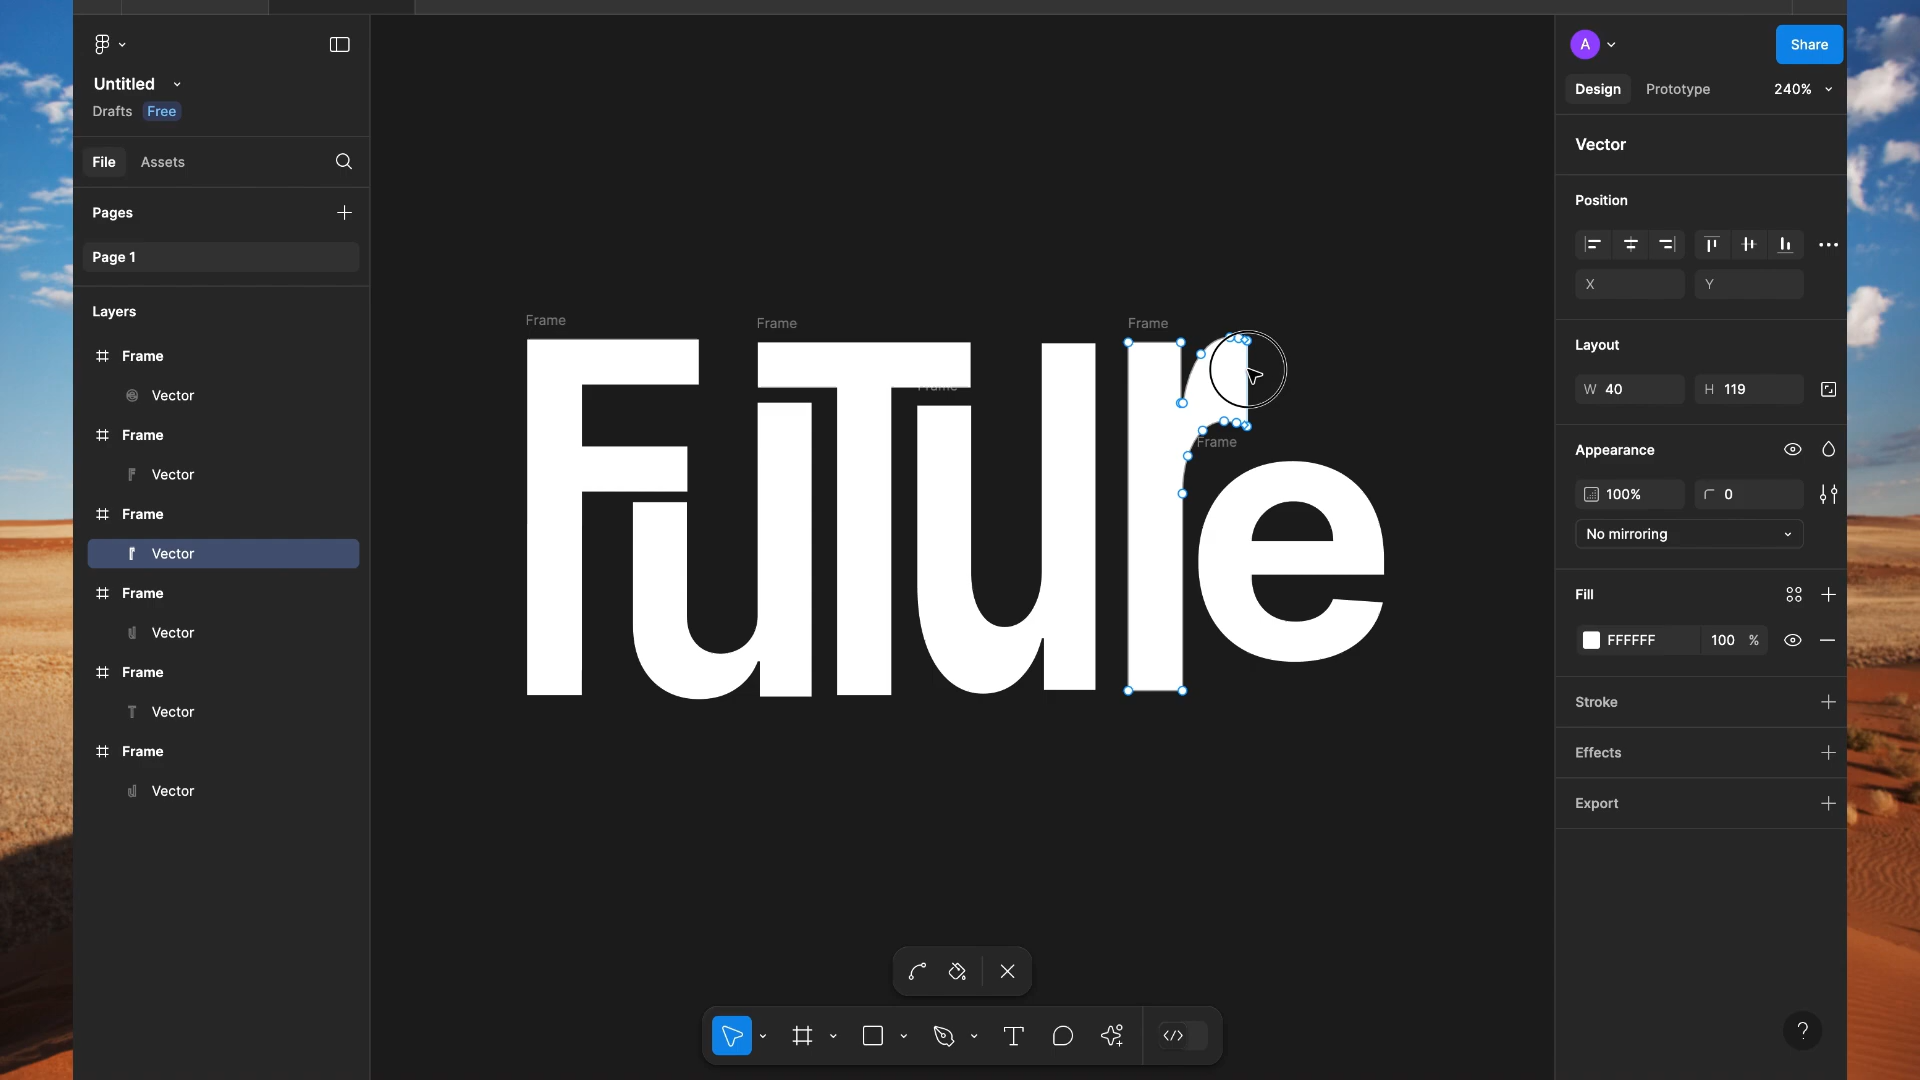 A
Share
Untitled
Drafts Free
Design Prototype 240%
File Assets
Vector
Pages
Page 1
Position
X Y
Layers
Frame
Vector
Frame
Vector
Frame
Vector
Frame
Vector
Frame
Vector
Frame
Vector
Frame
Frame
Frame
Frame
Frame
FuTure
Layout
W 40 H 119
Appearance
100% 0
No mirroring
Fill
FFFFFF 100 %
Stroke
Effects
Export
?